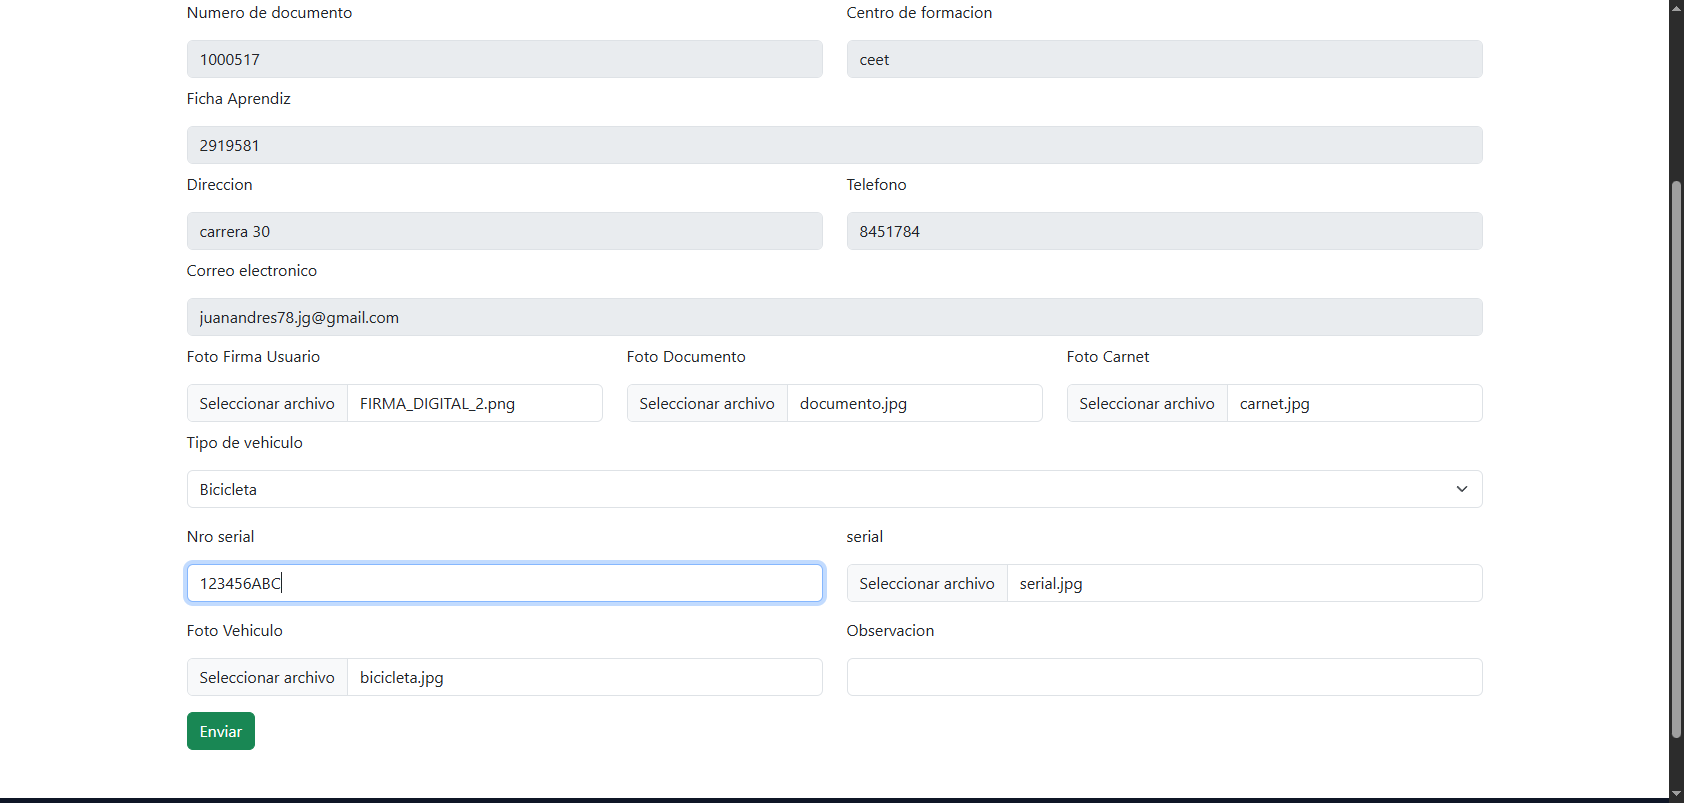 Numero de documento
Centro de formacion
1000517
ceet
Ficha Aprendiz
2919581
Direccion
Telefono
carrera 30
8451784
Correo electronico
juanandres78.jg@gmail.com
Foto Firma Usuario
Foto Documento
Foto Carnet
Seleccionar archivo FIRMA_DIGITAL_2.png
Seleccionar archivo documento.jpg
Seleccionar archivo carnet.jpg
Tipo de vehiculo
Bicicleta
Nro serial
serial
123456ABC
Seleccionar archivo serial.jpg
Foto Vehiculo
Observacion
Seleccionar archivo bicicleta.jpg
Enviar